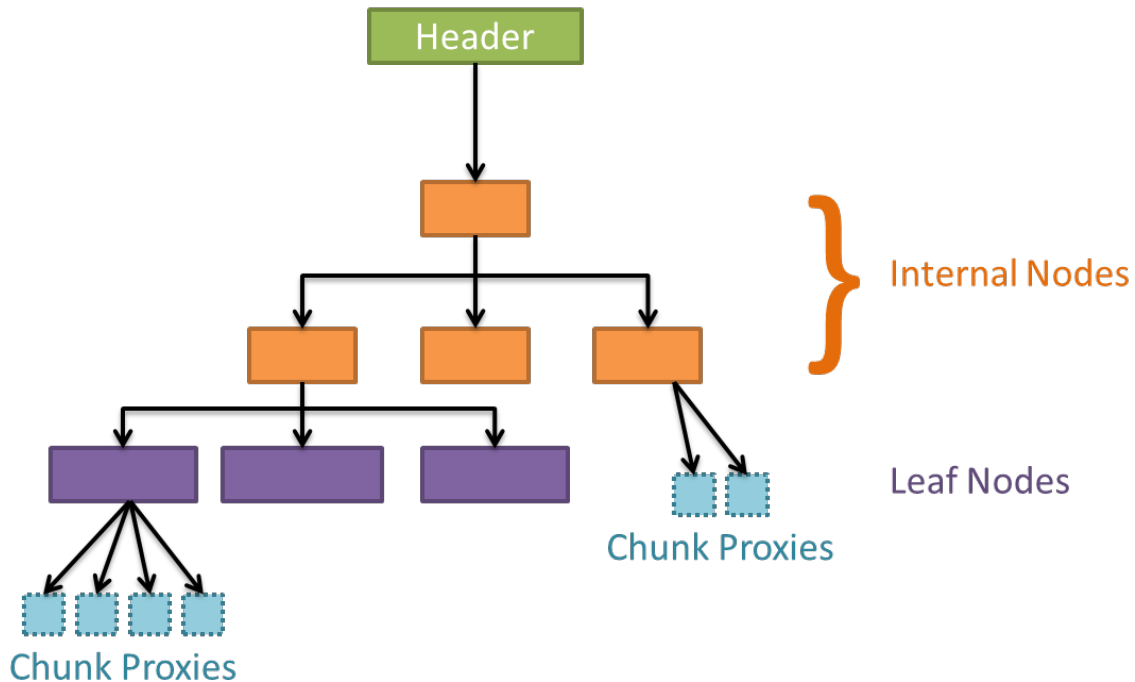 Header
Internal Nodes
Leaf Nodes
Chunk Proxies
Chunk Proxies